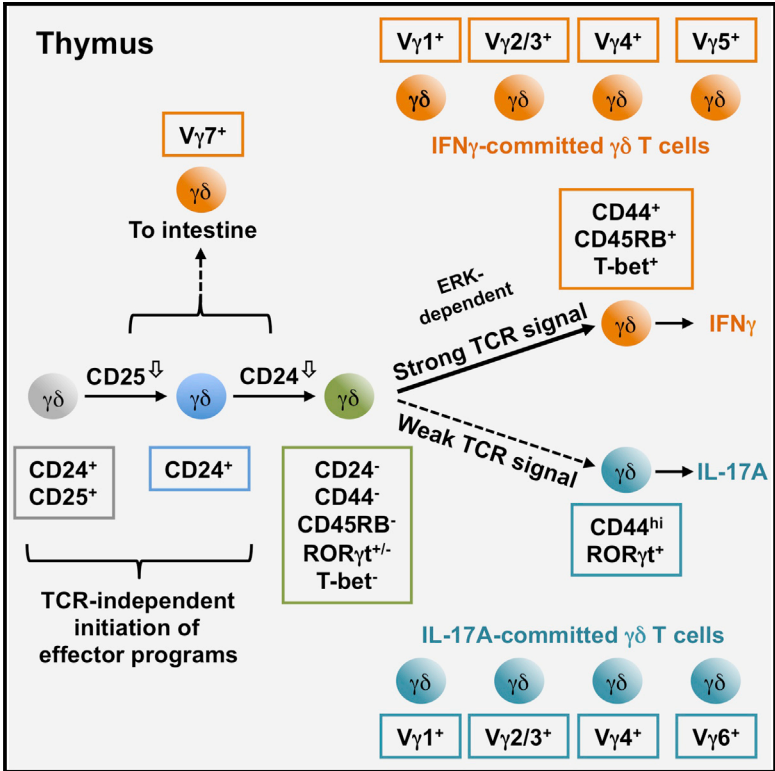 Thymus
Vγ1⁺ Vγ2/3⁺ Vγ4⁺ Vγ5⁺
γδ γδ γδ γδ
IFNγ-committed γδ T cells
Vγ7⁺
γδ
To intestine
CD44⁺
CD45RB⁺
T-bet⁺
ERK-
dependent
Strong TCR signal
γδ
IFNγ
CD25⇩
CD24⇩
γδ γδ γδ
Weak TCR signal
γδ
IL-17A
CD24⁺
CD25⁺
CD24⁺
CD24⁻
CD44⁻
CD45RB⁻
RORγt⁺/⁻
T-bet⁻
CD44ʰⁱ
RORγt⁺
TCR-independent
initiation of
effector programs
IL-17A-committed γδ T cells
γδ γδ γδ γδ
Vγ1⁺ Vγ2/3⁺ Vγ4⁺ Vγ6⁺